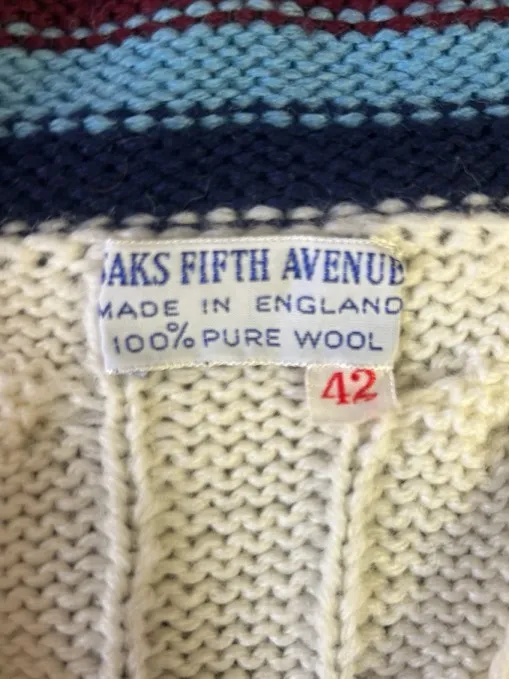 SAKS FIFTH AVENUE
MADE IN ENGLAND
100% PURE WOOL
42